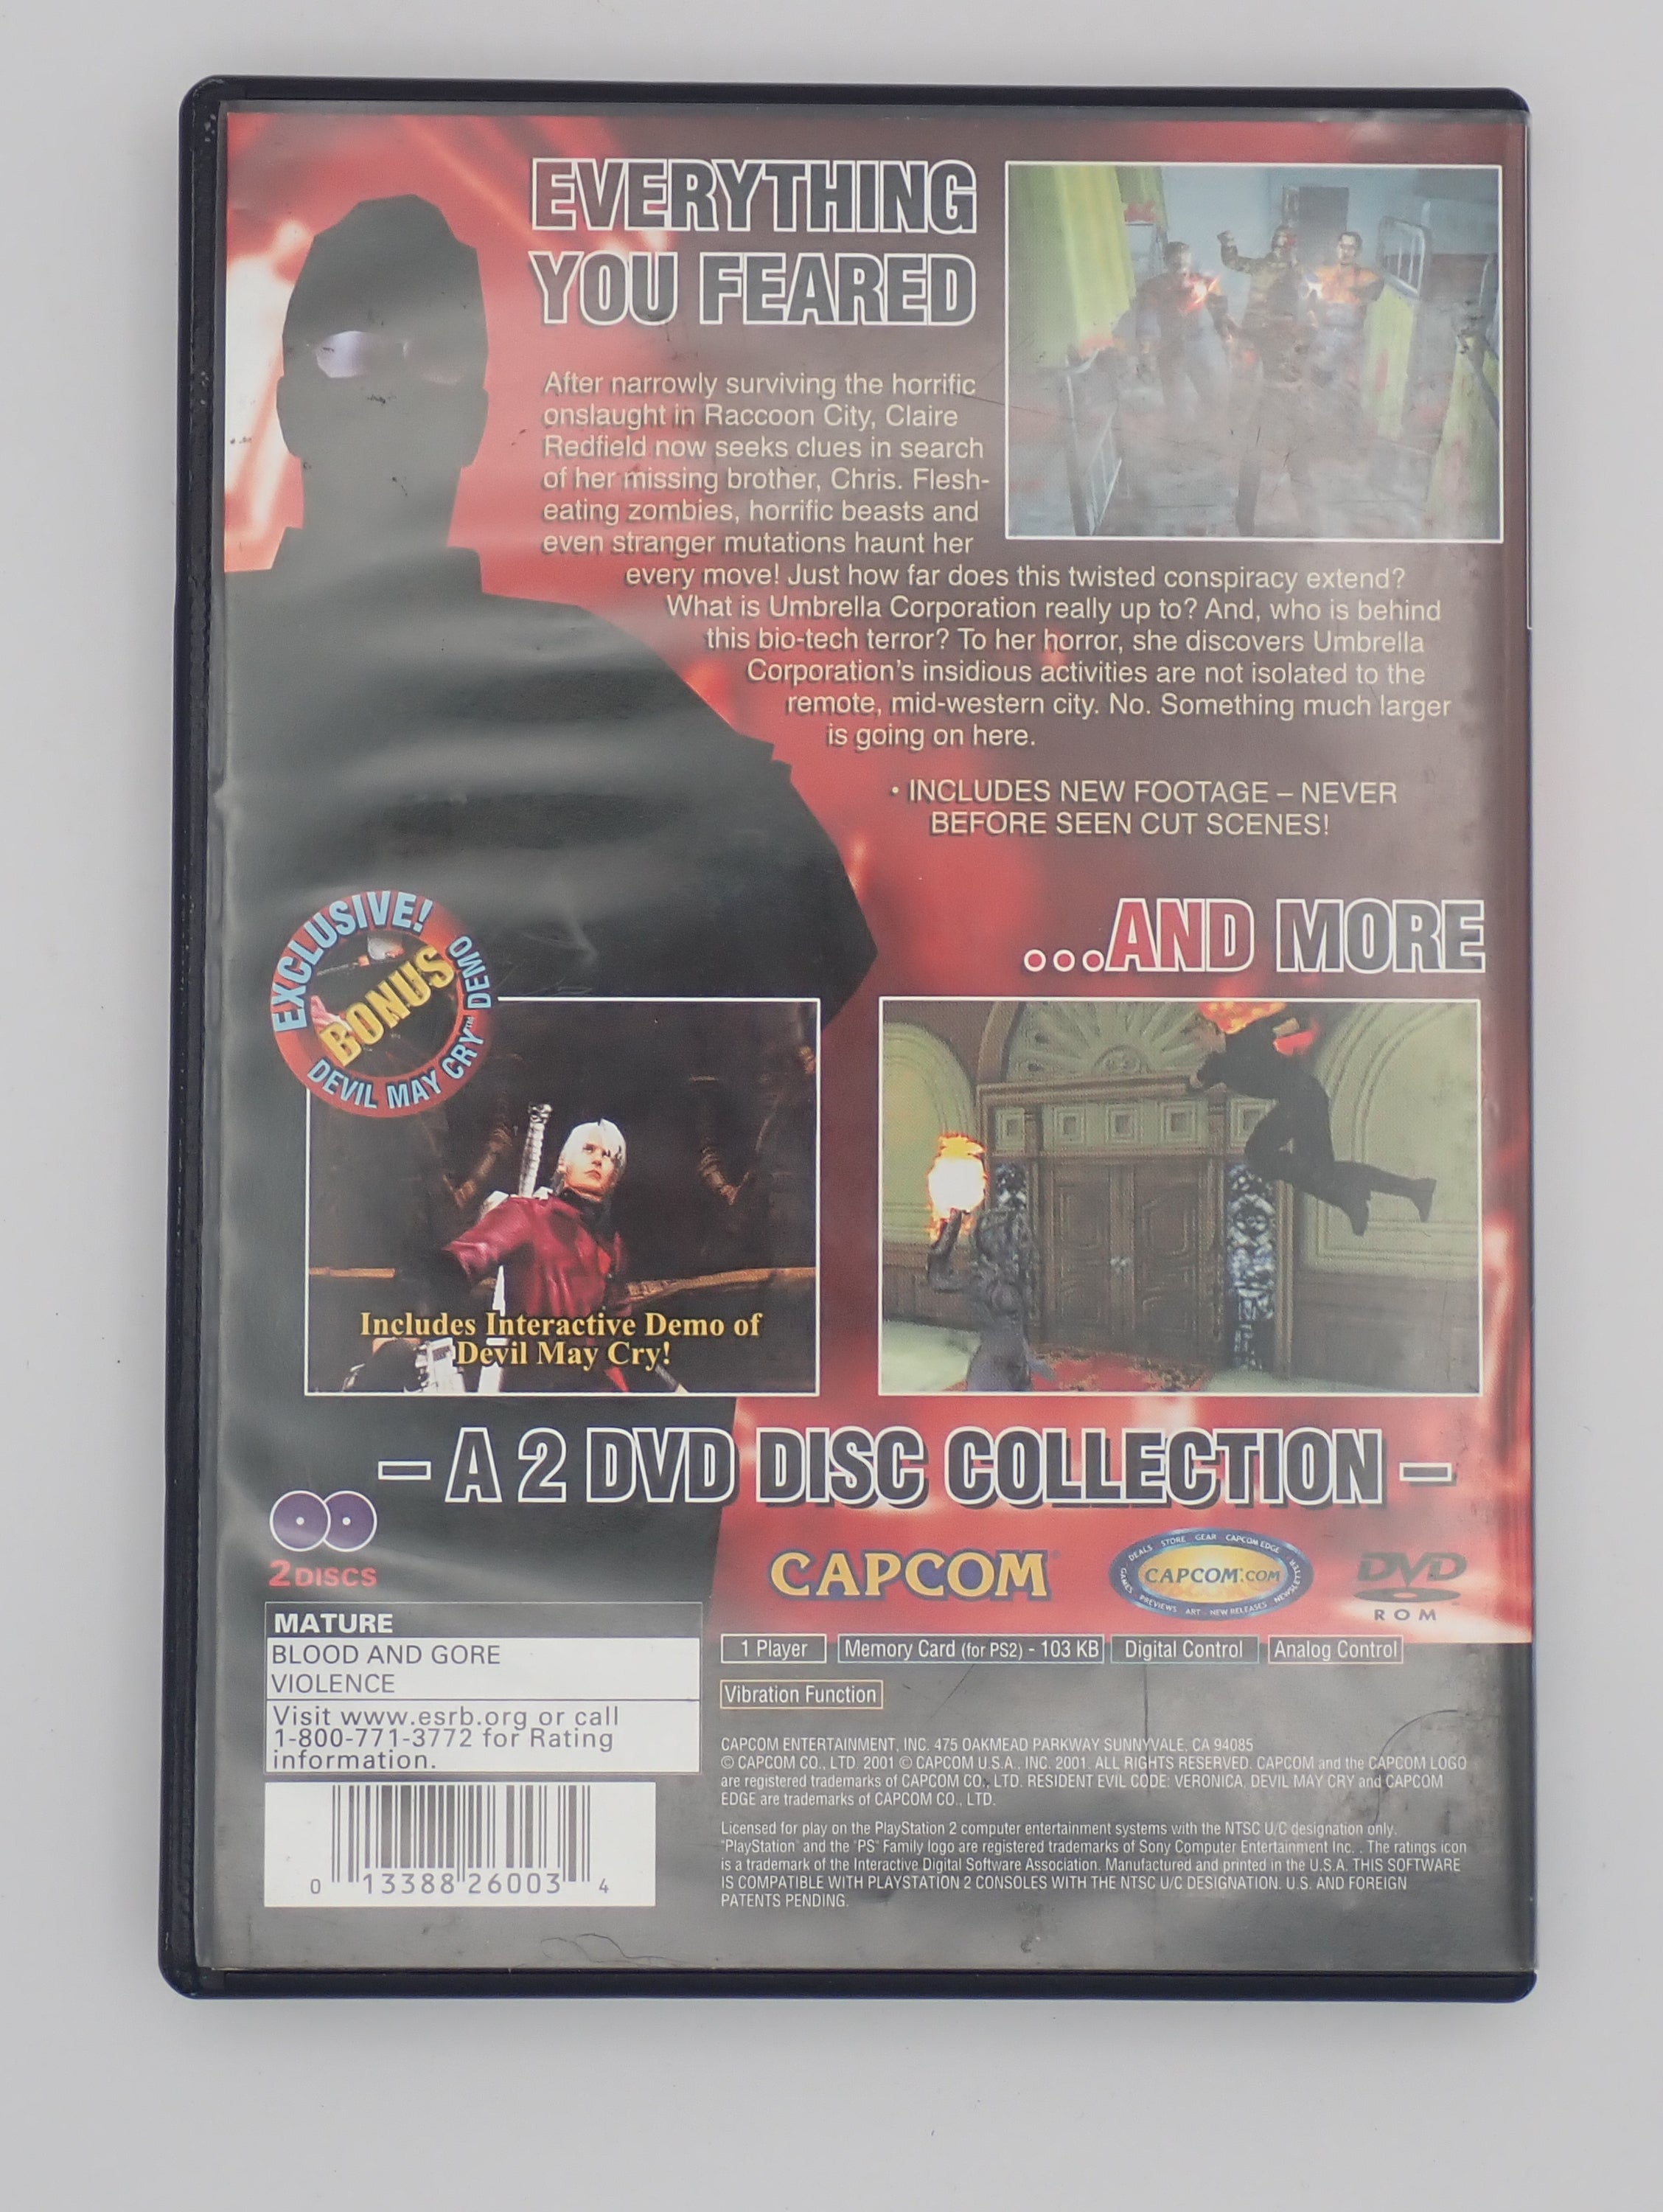 EVERYTHING
YOU FEARED
After narrowly surviving the horrific
onslaught in Raccoon City, Claire
Redfield now seeks clues in search
of her missing brother, Chris. Flesh-
eating zombies, horrific beasts and
even stranger mutations haunt her
every move! Just how far does this twisted conspiracy extend?
What is Umbrella Corporation really up to? And, who is behind
this bio-tech terror? To her horror, she discovers Umbrella
Corporation's insidious activities are not isolated to the
remote, mid-western city. No. Something much larger
is going on here.
• INCLUDES NEW FOOTAGE – NEVER
BEFORE SEEN CUT SCENES!
...AND MORE
EXCLUSIVE!
BONUS
DEVIL MAY CRY™ DEMO
Includes Interactive Demo of
Devil May Cry!
– A 2 DVD DISC COLLECTION –
2 DISCS
CAPCOM
DEALS STORE GEAR CAPCOM EDGE
CAPCOM.COM
GAMES PREVIEWS ART NEW RELEASES NEWSLETTER
DVD
ROM
MATURE
BLOOD AND GORE
VIOLENCE
Visit www.esrb.org or call
1-800-771-3772 for Rating
information.
1 Player
Memory Card (for PS2) - 103 KB
Digital Control
Analog Control
Vibration Function
CAPCOM ENTERTAINMENT, INC. 475 OAKMEAD PARKWAY SUNNYVALE, CA 94085
© CAPCOM CO., LTD. 2001 © CAPCOM U.S.A., INC. 2001. ALL RIGHTS RESERVED. CAPCOM and the CAPCOM LOGO
are registered trademarks of CAPCOM CO., LTD. RESIDENT EVIL CODE: VERONICA, DEVIL MAY CRY and CAPCOM
EDGE are trademarks of CAPCOM CO., LTD.
Licensed for play on the PlayStation 2 computer entertainment systems with the NTSC U/C designation only.
"PlayStation" and the "PS" Family logo are registered trademarks of Sony Computer Entertainment Inc. . The ratings icon
is a trademark of the Interactive Digital Software Association. Manufactured and printed in the U.S.A. THIS SOFTWARE
IS COMPATIBLE WITH PLAYSTATION 2 CONSOLES WITH THE NTSC U/C DESIGNATION. U.S. AND FOREIGN
PATENTS PENDING.
0 13388 26003 4